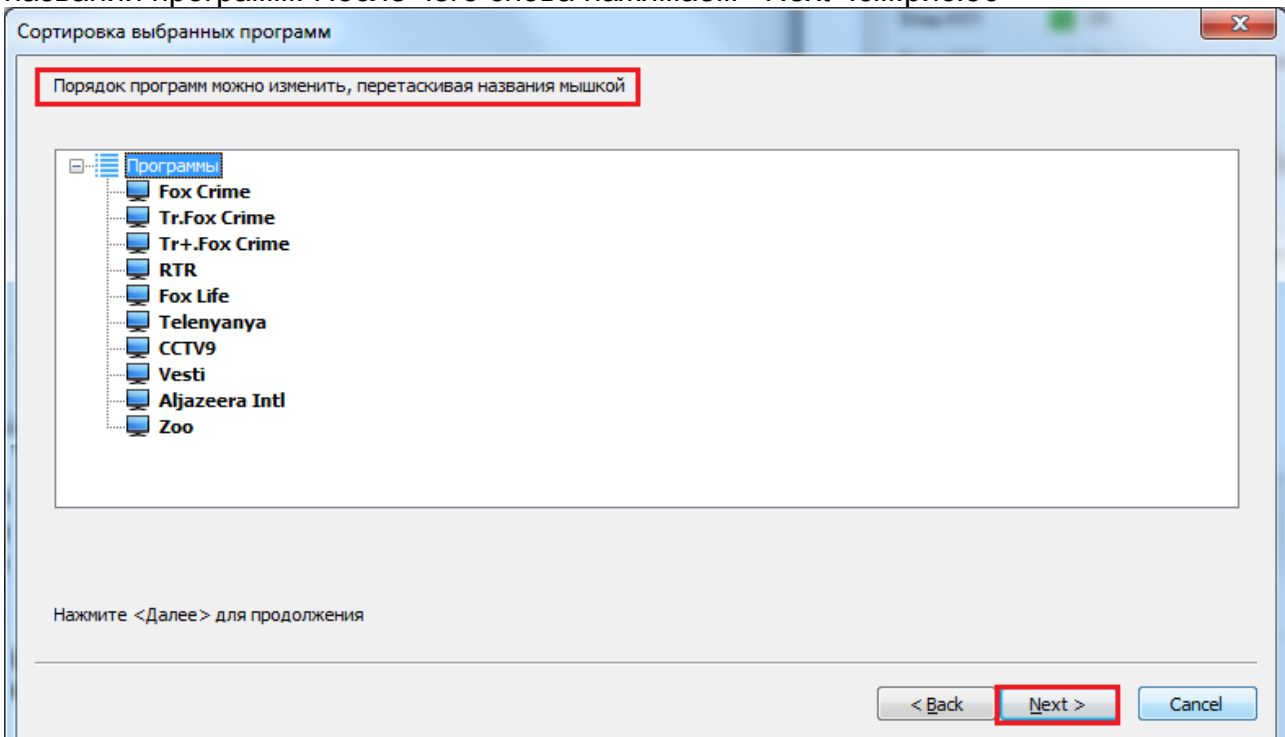 Сортировка выбранных программ
Порядок программ можно изменить, перетаскивая названия мышкой
Программы
Fox Crime
Tr.Fox Crime
Tr+.Fox Crime
RTR
Fox Life
Telenyanya
CCTV9
Vesti
Aljazeera Intl
Zoo
Нажмите <Далее> для продолжения
< Back Next > Cancel